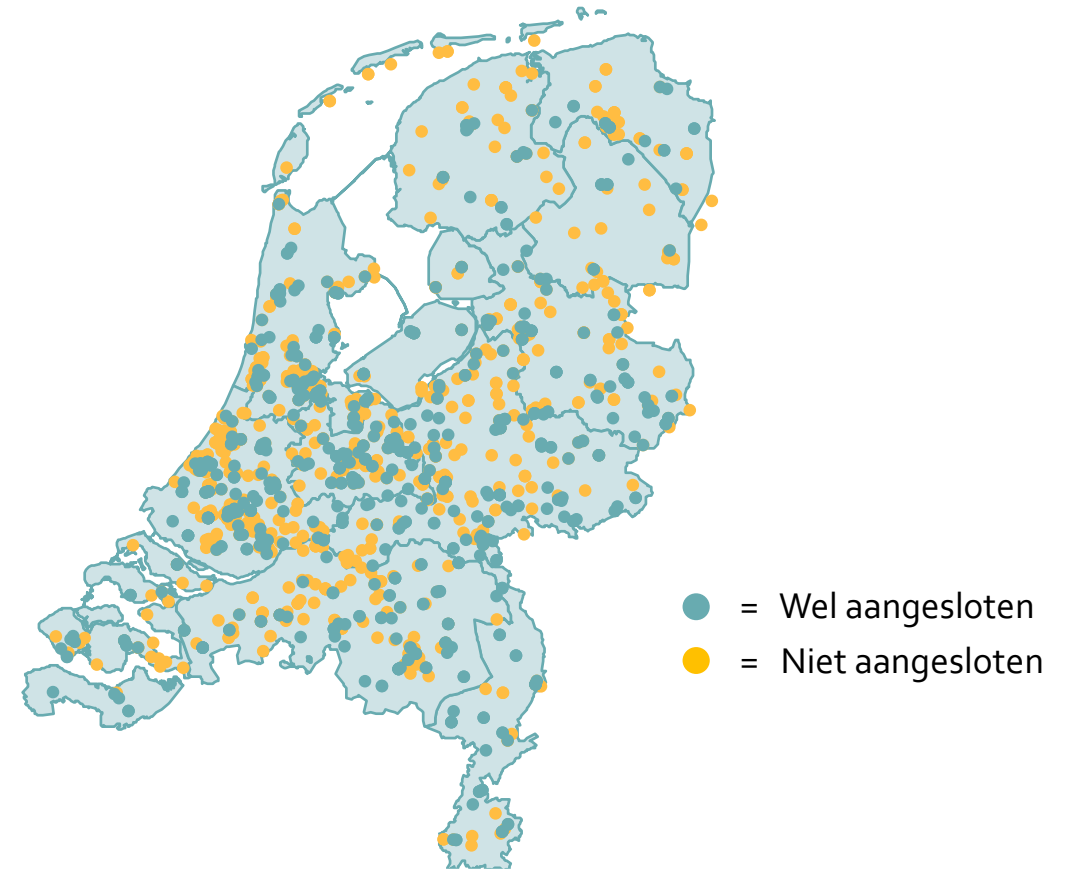 = Wel aangesloten
= Niet aangesloten